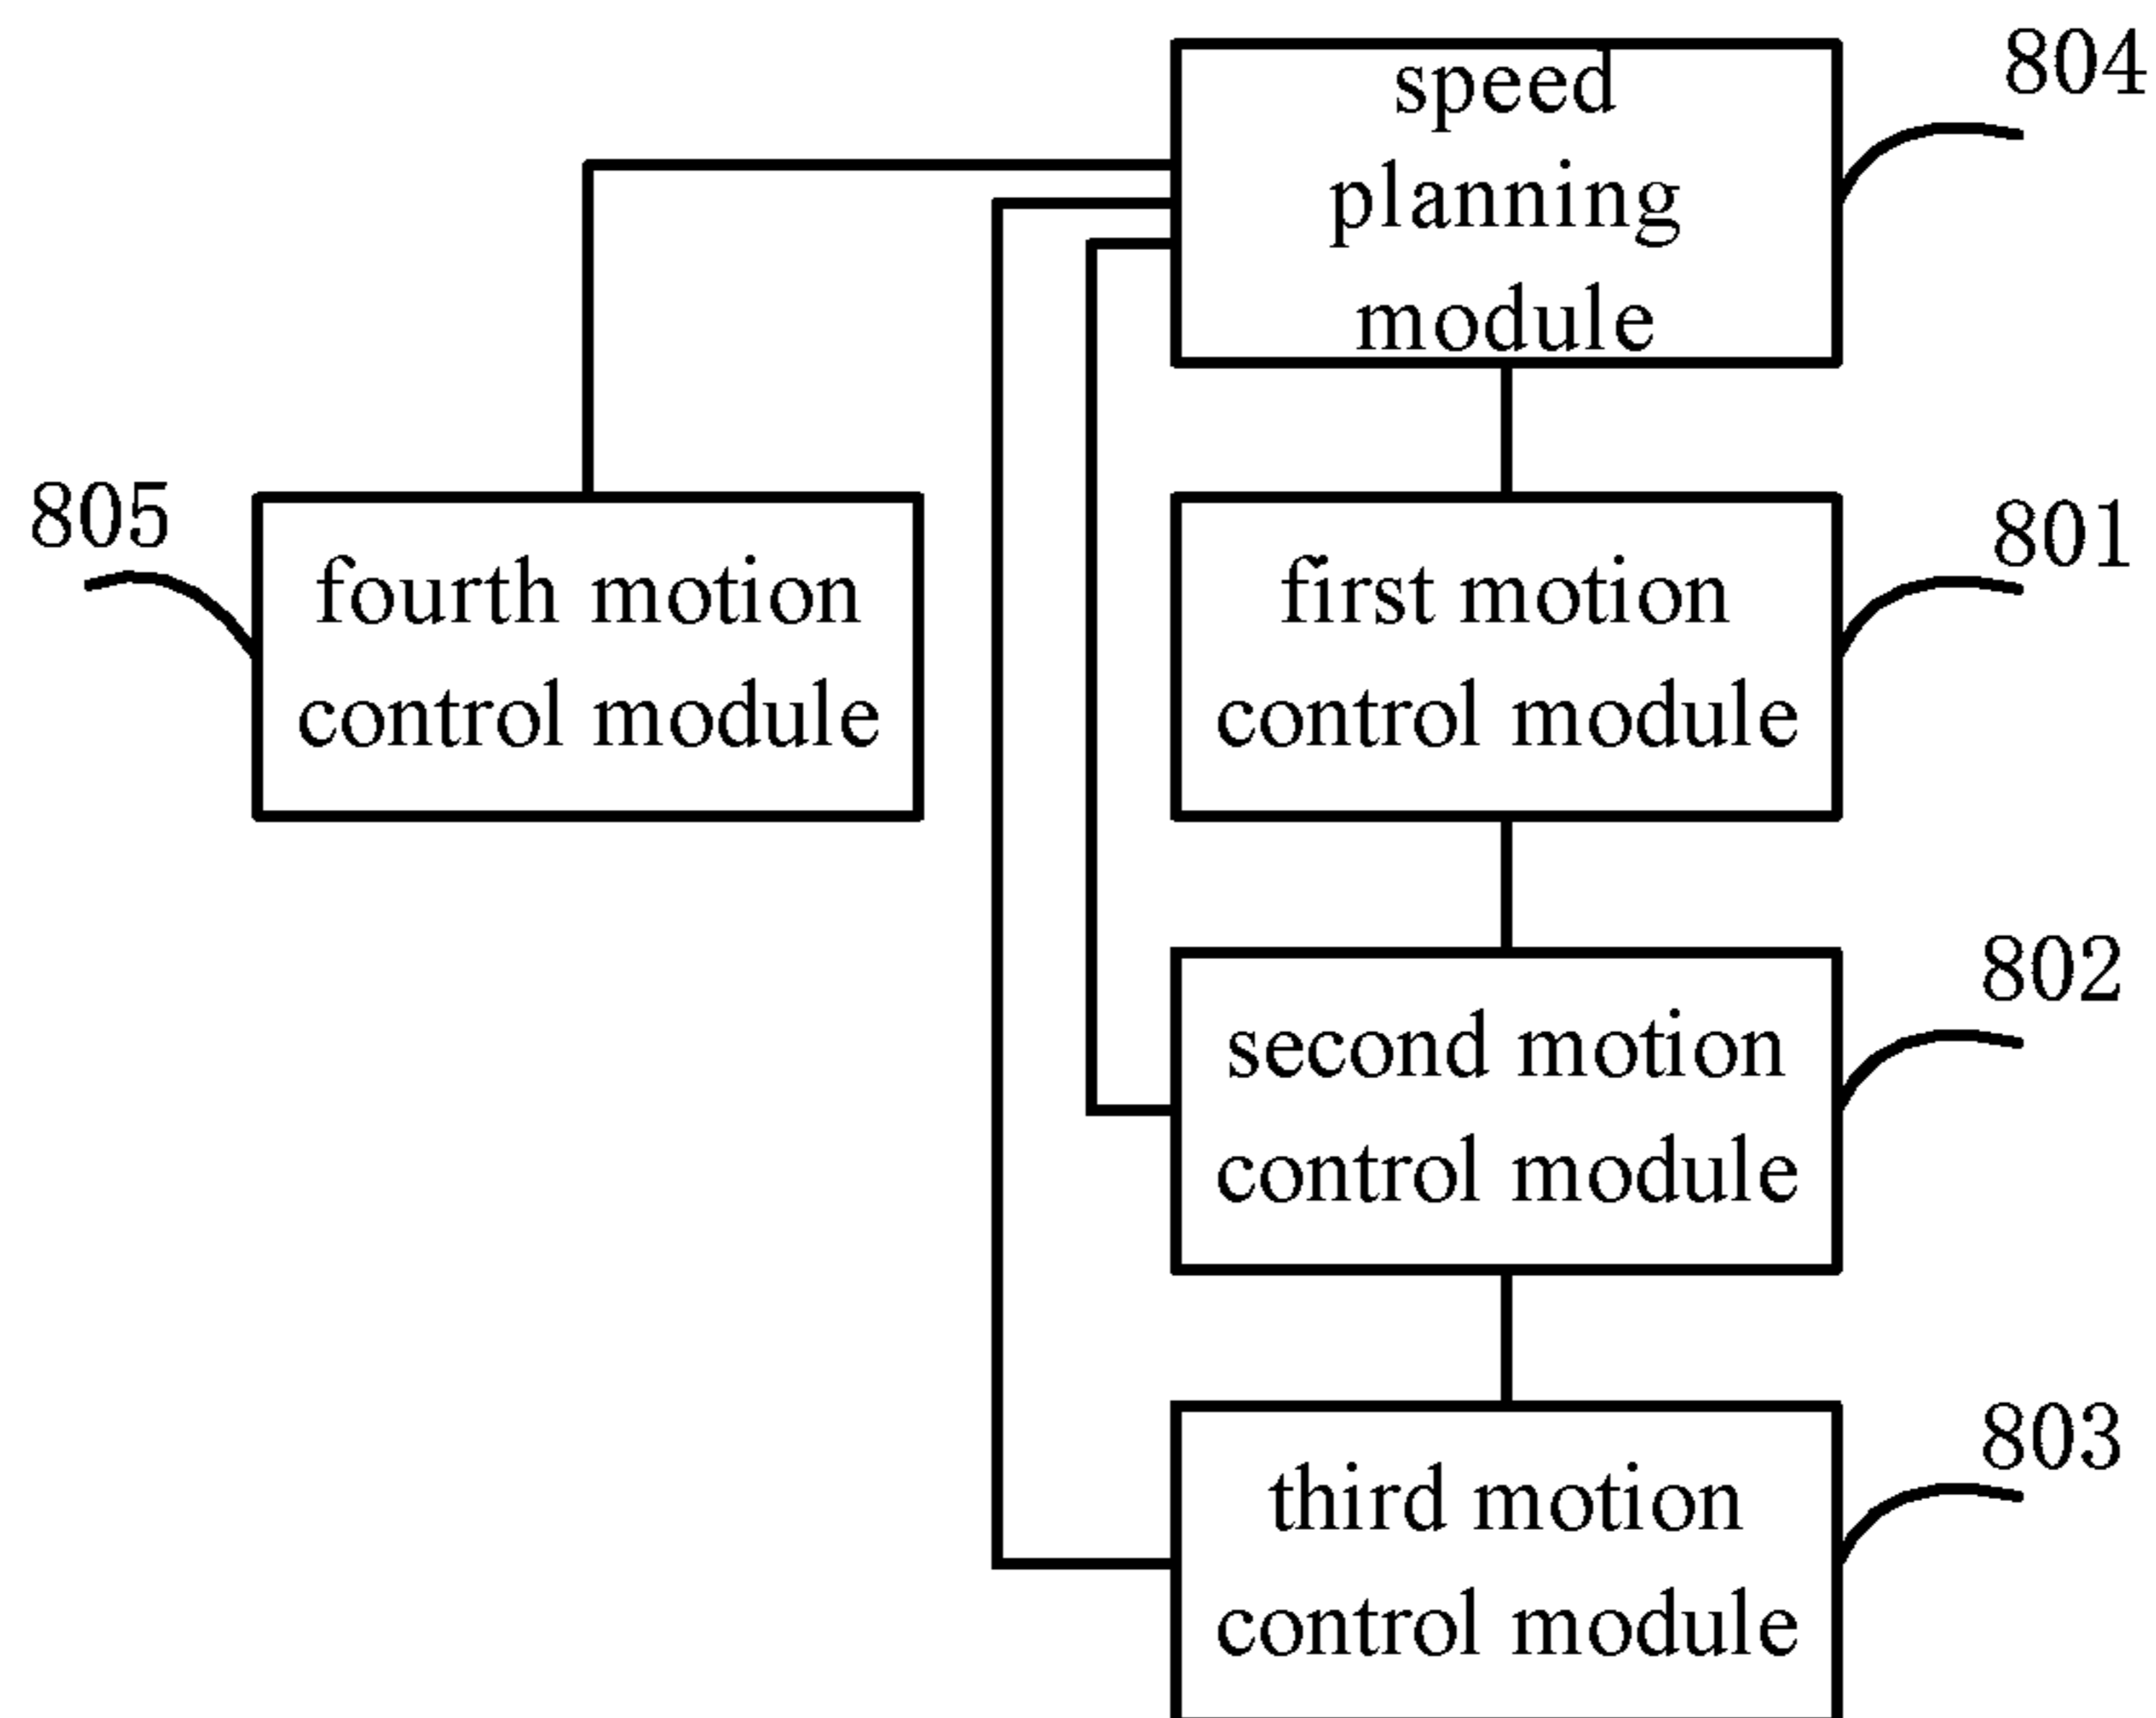 speed
planning
module
804
805
fourth motion
control module
first motion
control module
801
second motion
control module
802
third motion
control module
803